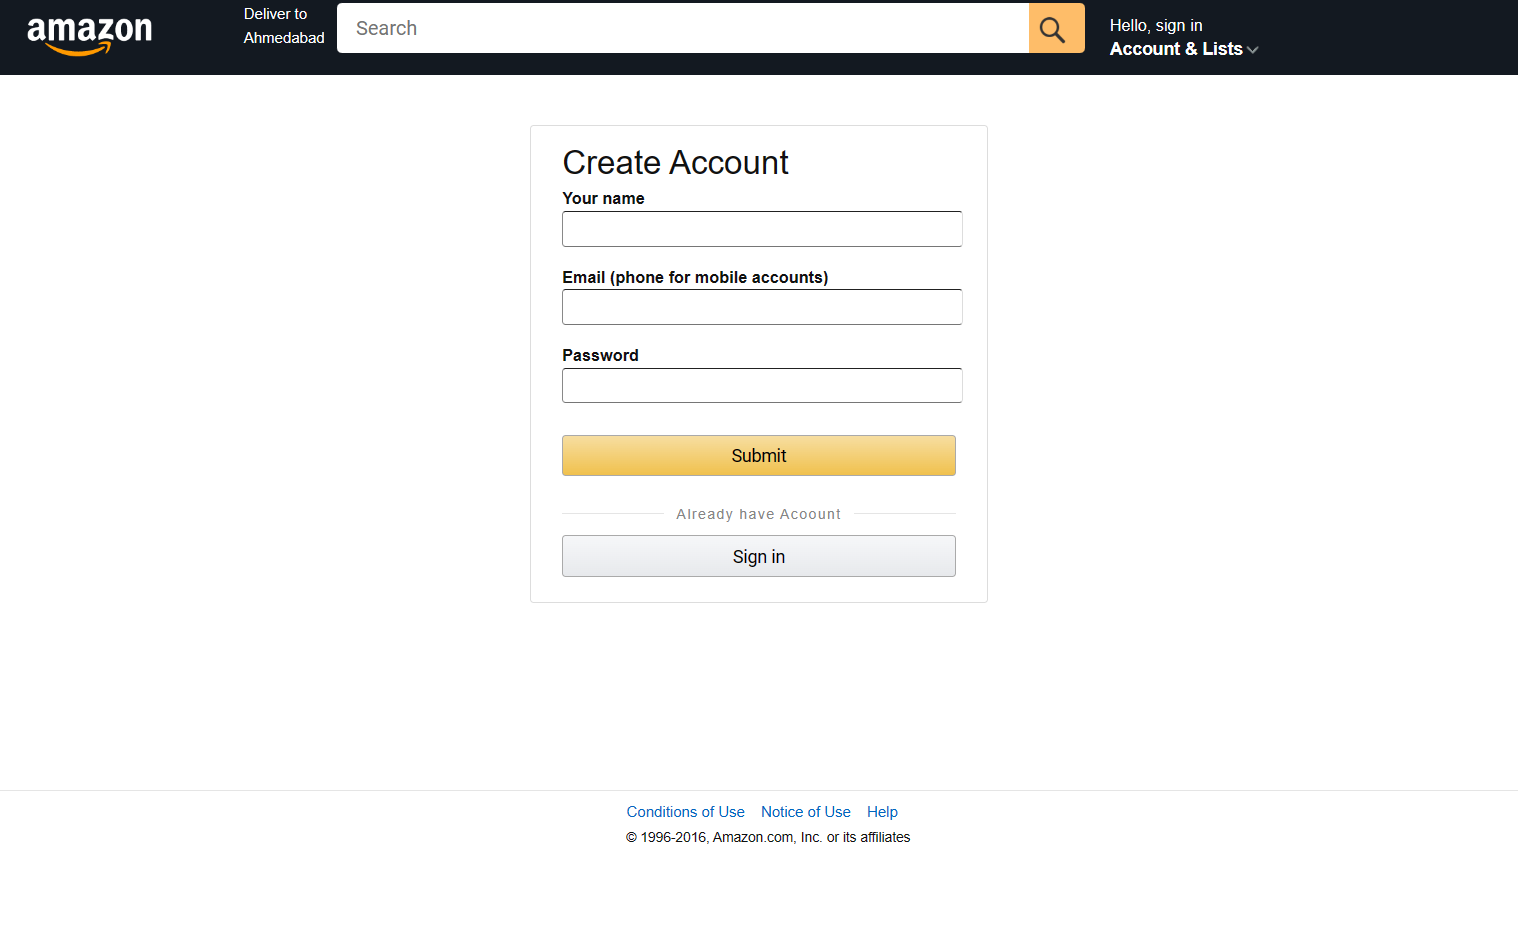 amazon
Deliver to
Ahmedabad
Search
Hello, sign in
Account & Lists
Create Account
Your name
Email (phone for mobile accounts)
Password
Submit
Already have Acoount
Sign in
Conditions of Use Notice of Use Help
© 1996-2016, Amazon.com, Inc. or its affiliates